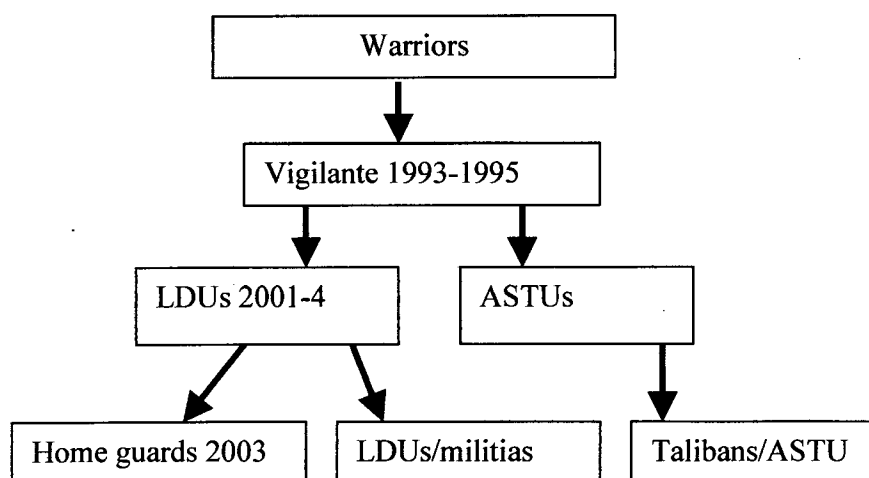 Warriors
Vigilante 1993-1995
LDUs 2001-4
ASTUs
Home guards 2003
LDUs/militias
Talibans/ASTU